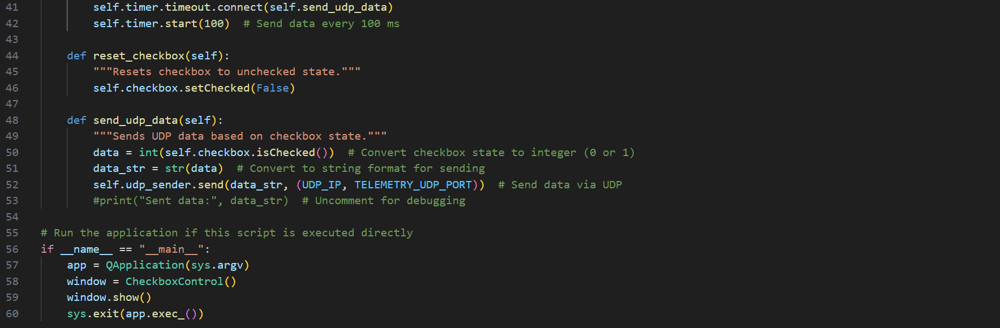 41 self.timer.timeout.connect(self.send_udp_data)
42 self.timer.start(100)  # Send data every 100 ms
43
44 def reset_checkbox(self):
45 """Resets checkbox to unchecked state."""
46 self.checkbox.setChecked(False)
47
48 def send_udp_data(self):
49 """Sends UDP data based on checkbox state."""
50 data = int(self.checkbox.isChecked())  # Convert checkbox state to integer (0 or 1)
51 data_str = str(data)  # Convert to string format for sending
52 self.udp_sender.send(data_str, (UDP_IP, TELEMETRY_UDP_PORT))  # Send data via UDP
53 #print("Sent data:", data_str)  # Uncomment for debugging
54
55 # Run the application if this script is executed directly
56 if __name__ == "__main__":
57 app = QApplication(sys.argv)
58 window = CheckboxControl()
59 window.show()
60 sys.exit(app.exec_())